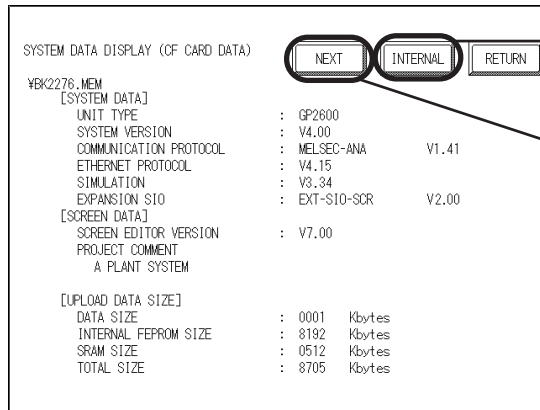 SYSTEM DATA DISPLAY (CF CARD DATA) NEXT INTERNAL RETURN
¥BK2276.MEM
[SYSTEM DATA]
UNIT TYPE : GP2600
SYSTEM VERSION : V4.00
COMMUNICATION PROTOCOL : MELSEC-ANA V1.41
ETHERNET PROTOCOL : V4.15
SIMULATION : V3.34
EXPANSION SIO : EXT-SIO-SCR V2.00
[SCREEN DATA]
SCREEN EDITOR VERSION : V7.00
PROJECT COMMENT
A PLANT SYSTEM
[UPLOAD DATA SIZE]
DATA SIZE : 0001 Kbytes
INTERNAL FEPROM SIZE : 8192 Kbytes
SRAM SIZE : 0512 Kbytes
TOTAL SIZE : 8705 Kbytes